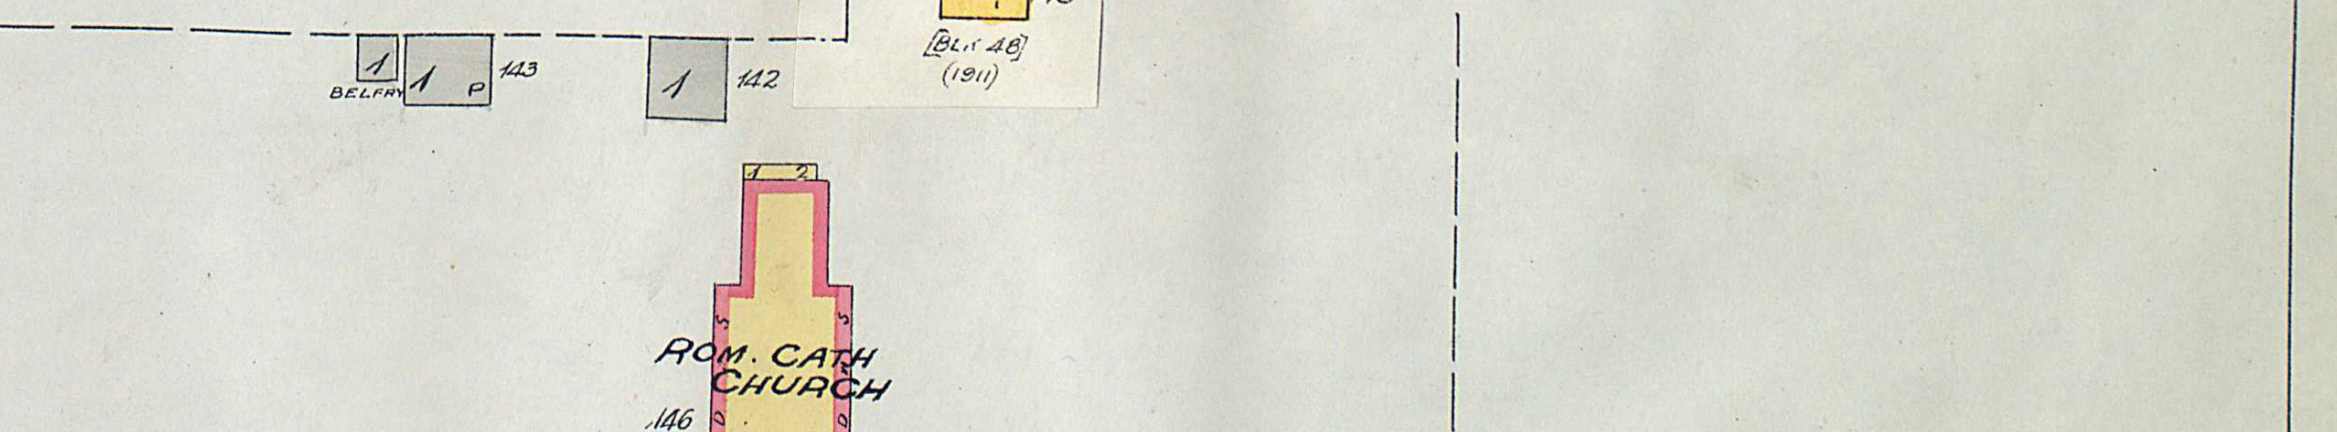 [BLK 48]
(1911)
1
BELFRY
1 P
143
1
142
1 2
S S
ROM. CATH
CHURCH
146
D D